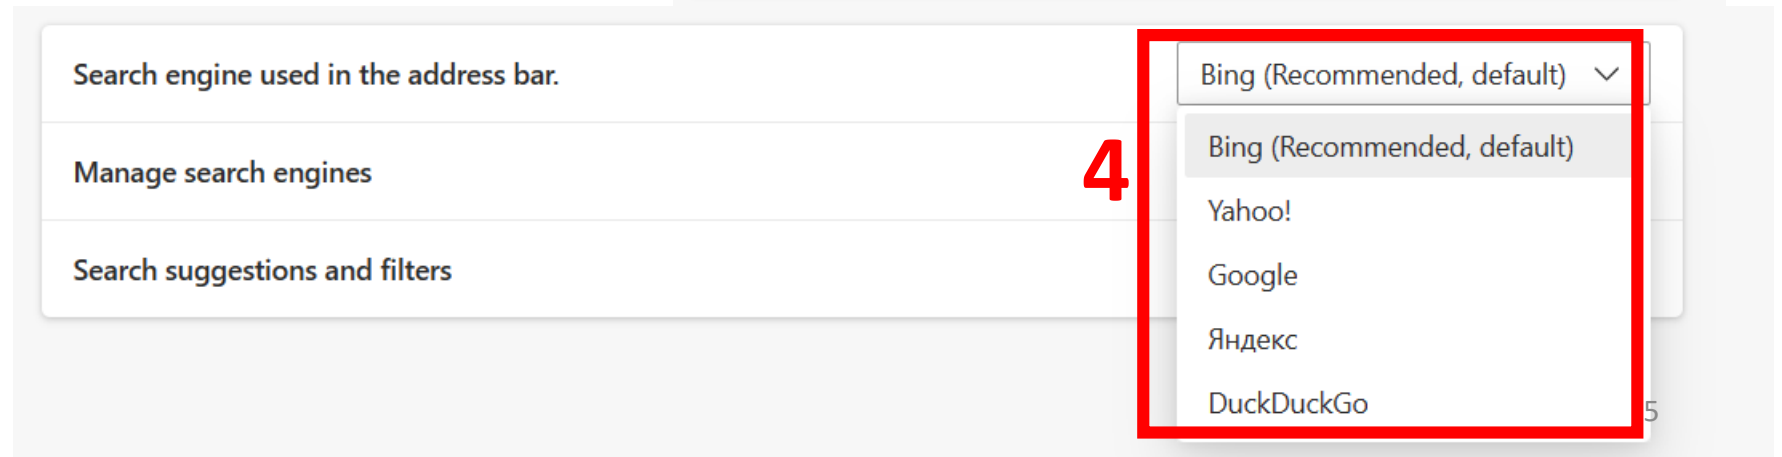 Search engine used in the address bar.
Bing (Recommended, default)
Manage search engines
Search suggestions and filters
4
Bing (Recommended, default)
Yahoo!
Google
Яндекс
DuckDuckGo
5